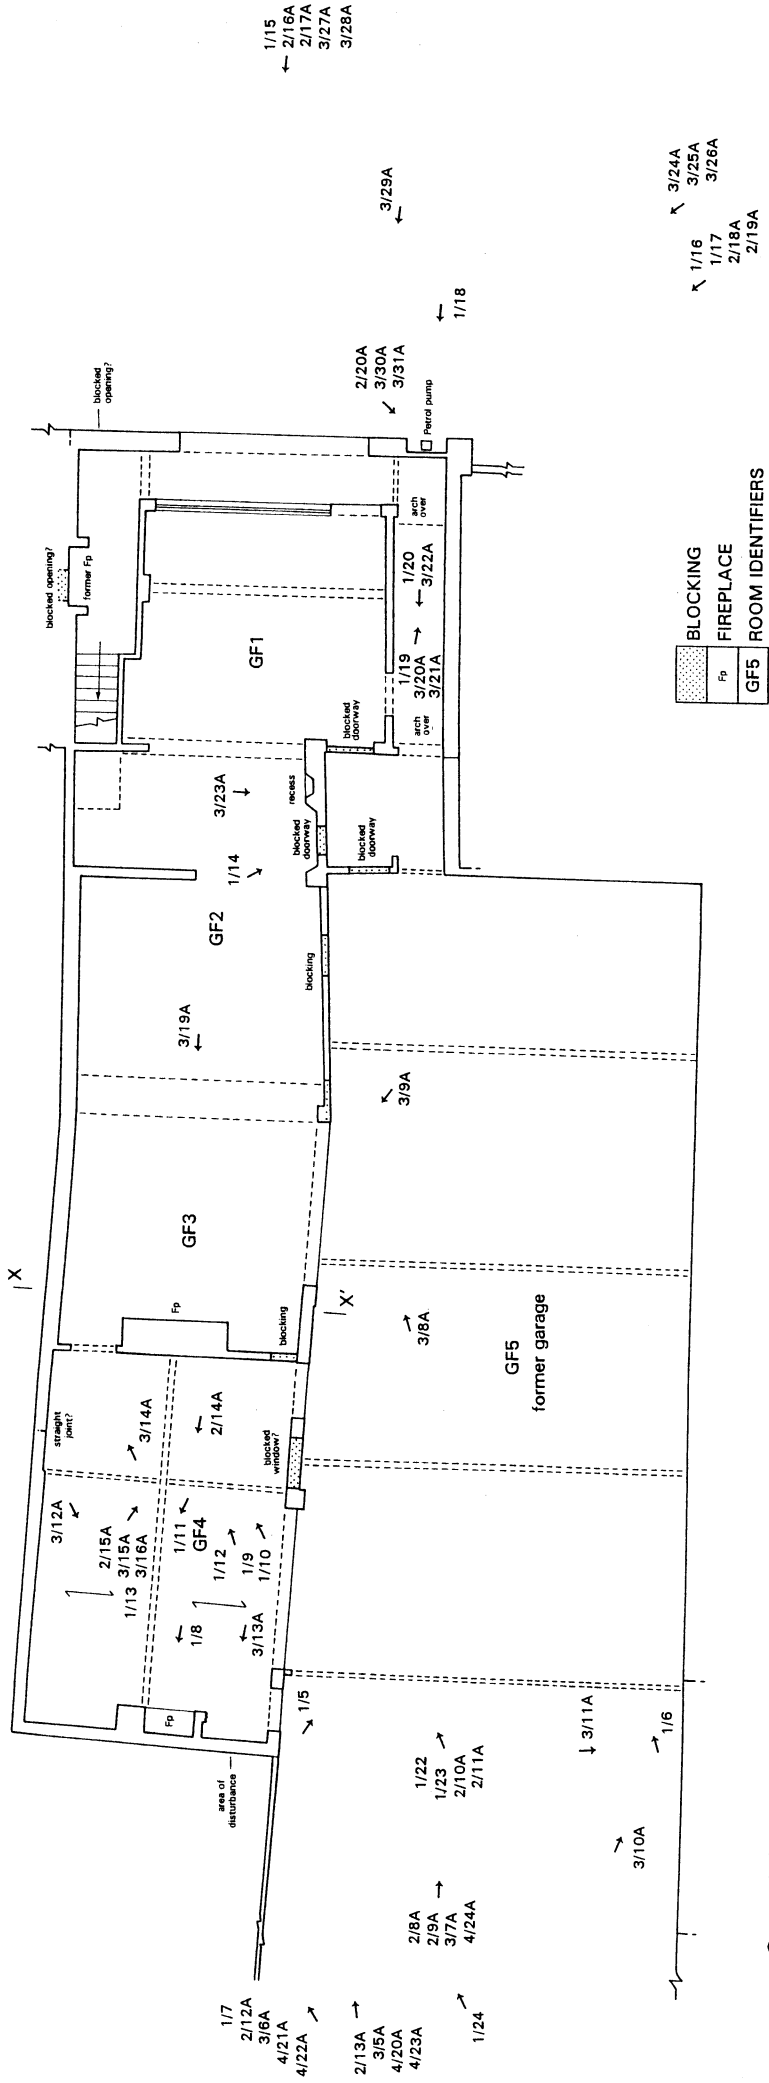 1/15
2/16A
2/17A
3/27A
3/28A
3/29A
3/24A
3/25A
3/26A
1/16
1/17
2/18A
2/19A
1/18
2/20A
3/30A
3/31A
Petrol pump
blocked
opening?
blocked opening?
former Fp
arch
over
1/20
3/22A
1/19
3/20A
3/21A
arch
over
GF1
blocked
doorway
3/23A
recess
blocked
doorway
blocked
doorway
1/14
GF2
blocking
3/19A
3/9A
GF3
X
X'
Fp
blocking
3/8A
GF5
former garage
straight
joint?
3/14A
2/14A
blocked
window?
3/12A
2/15A
3/15A
3/16A
1/13
1/11
GF4
1/12
1/9
1/10
1/8
3/13A
Fp
area of
disturbance
1/5
1/22
1/23
2/10A
2/11A
3/11A
1/6
3/10A
2/8A
2/9A
3/7A
4/24A
1/7
2/12A
3/6A
4/21A
4/22A
2/13A
3/5A
4/20A
4/23A
1/24
BLOCKING
Fp FIREPLACE
GF5 ROOM IDENTIFIERS